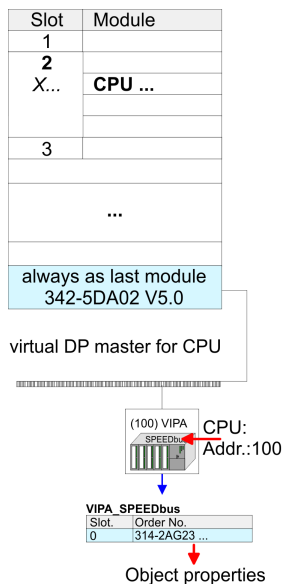 Slot Module
1
2
X... CPU ...
3
...
always as last module
342-5DA02 V5.0
virtual DP master for CPU
(100) VIPA
SPEEDbu
CPU:
Addr.:100
VIPA_SPEEDbus
Slot. Order No.
0 314-2AG23 ...
Object properties